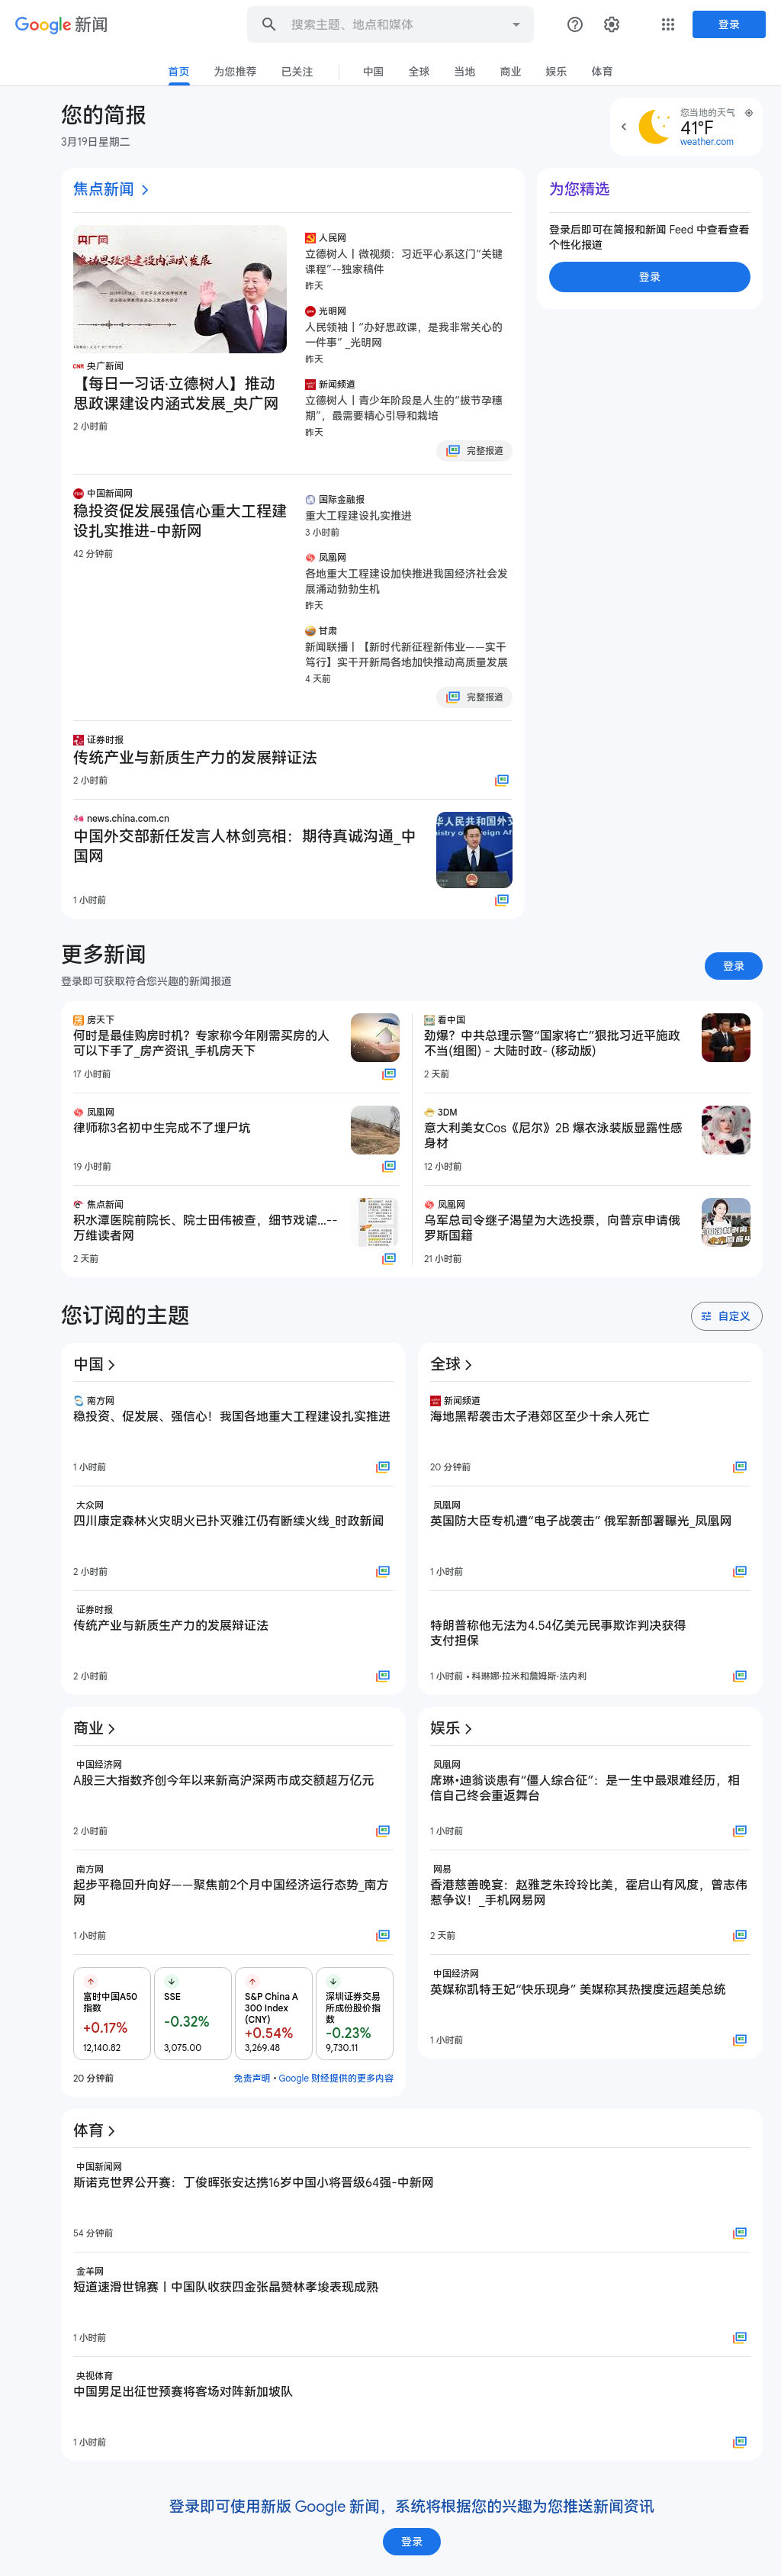 Google 新闻
搜索主题、地点和媒体
登录
首页
为您推荐
已关注
中国
全球
当地
商业
娱乐
体育
您的简报
3月19日星期二
您当地的天气
41°F
weather.com
焦点新闻
央广网
推动思政课建设内涵式发展
CNR 央广新闻
【每日一习话·立德树人】推动
思政课建设内涵式发展_央广网
2 小时前
人民网
立德树人丨微视频：习近平心系这门“关键
课程”--独家稿件
昨天
光明网
人民领袖丨“办好思政课，是我非常关心的
一件事” _光明网
昨天
新闻频道
立德树人丨青少年阶段是人生的“拔节孕穗
期”，最需要精心引导和栽培
昨天
完整报道
中国新闻网
稳投资促发展强信心重大工程建
设扎实推进-中新网
42 分钟前
国际金融报
重大工程建设扎实推进
3 小时前
凤凰网
各地重大工程建设加快推进我国经济社会发
展涌动勃勃生机
昨天
甘肃
新闻联播丨【新时代新征程新伟业——实干
笃行】实干开新局各地加快推动高质量发展
4 天前
完整报道
证券时报
传统产业与新质生产力的发展辩证法
2 小时前
news.china.com.cn
中国外交部新任发言人林剑亮相：期待真诚沟通_中
国网
1 小时前
为您精选
登录后即可在简报和新闻 Feed 中查看查看
个性化报道
登录
更多新闻
登录即可获取符合您兴趣的新闻报道
登录
房天下
何时是最佳购房时机？专家称今年刚需买房的人
可以下手了_房产资讯_手机房天下
17 小时前
凤凰网
律师称3名初中生完成不了埋尸坑
19 小时前
焦点新闻
积水潭医院前院长、院士田伟被查，细节戏谑...--
万维读者网
2 天前
看中国
劲爆？中共总理示警“国家将亡”狠批习近平施政
不当(组图) - 大陆时政- (移动版)
2 天前
3DM
意大利美女Cos《尼尔》2B 爆衣泳装版显露性感
身材
12 小时前
凤凰网
乌军总司令继子渴望为大选投票，向普京申请俄
罗斯国籍
21 小时前
您订阅的主题
自定义
中国
南方网
稳投资、促发展、强信心！我国各地重大工程建设扎实推进
1 小时前
大众网
四川康定森林火灾明火已扑灭雅江仍有断续火线_时政新闻
2 小时前
证券时报
传统产业与新质生产力的发展辩证法
2 小时前
全球
新闻频道
海地黑帮袭击太子港郊区至少十余人死亡
20 分钟前
凤凰网
英国防大臣专机遭“电子战袭击” 俄军新部署曝光_凤凰网
1 小时前
特朗普称他无法为4.54亿美元民事欺诈判决获得
支付担保
1 小时前 • 科琳娜·拉米和詹姆斯·法内利
商业
中国经济网
A股三大指数齐创今年以来新高沪深两市成交额超万亿元
2 小时前
南方网
起步平稳回升向好——聚焦前2个月中国经济运行态势_南方
网
1 小时前
富时中国A50
指数
+0.17%
12,140.82
SSE
-0.32%
3,075.00
S&P China A
300 Index
(CNY)
+0.54%
3,269.48
深圳证券交易
所成份股价指
数
-0.23%
9,730.11
20 分钟前
免责声明 • Google 财经提供的更多内容
娱乐
凤凰网
席琳•迪翁谈患有“僵人综合征”：是一生中最艰难经历，相
信自己终会重返舞台
1 小时前
网易
香港慈善晚宴：赵雅芝朱玲玲比美，霍启山有风度，曾志伟
惹争议！_手机网易网
2 天前
中国经济网
英媒称凯特王妃“快乐现身” 美媒称其热搜度远超美总统
1 小时前
体育
中国新闻网
斯诺克世界公开赛：丁俊晖张安达携16岁中国小将晋级64强-中新网
54 分钟前
金羊网
短道速滑世锦赛丨中国队收获四金张晶赞林孝埈表现成熟
1 小时前
央视体育
中国男足出征世预赛将客场对阵新加坡队
1 小时前
登录即可使用新版 Google 新闻，系统将根据您的兴趣为您推送新闻资讯
登录